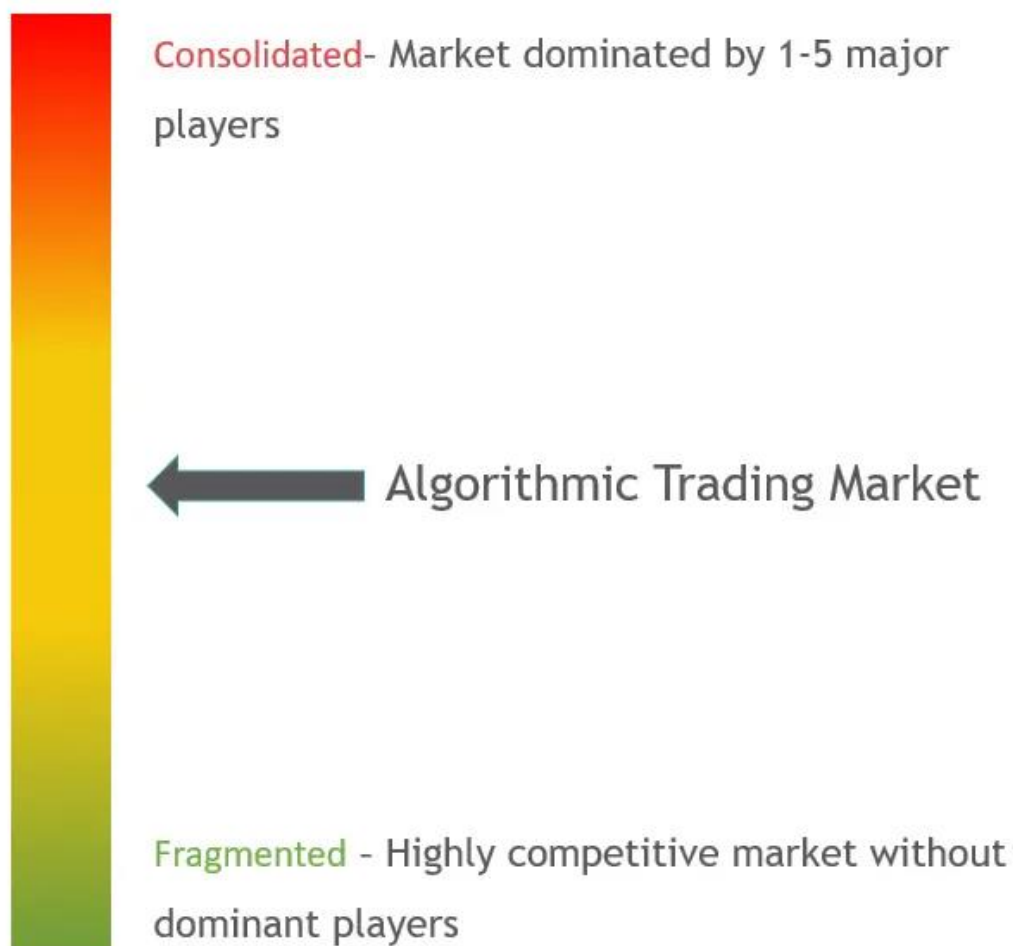 Consolidated- Market dominated by 1-5 major
players
Algorithmic Trading Market
Fragmented - Highly competitive market without
dominant players